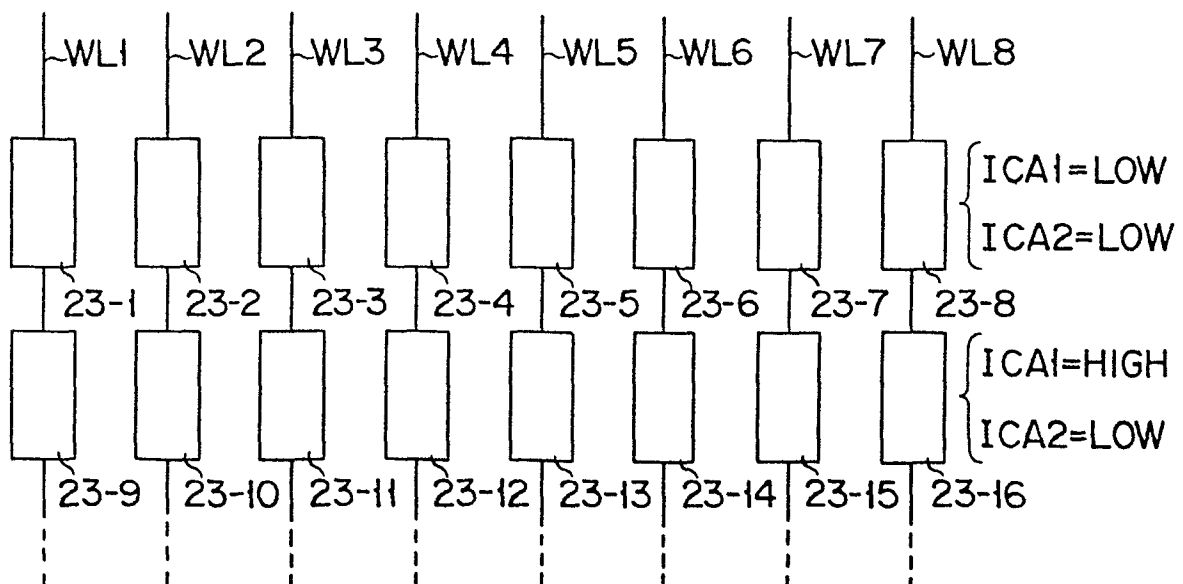 WL1 WL2 WL3 WL4 WL5 WL6 WL7 WL8
ICA1=LOW
ICA2=LOW
23-1 23-2 23-3 23-4 23-5 23-6 23-7 23-8
ICA1=HIGH
ICA2=LOW
23-9 23-10 23-11 23-12 23-13 23-14 23-15 23-16